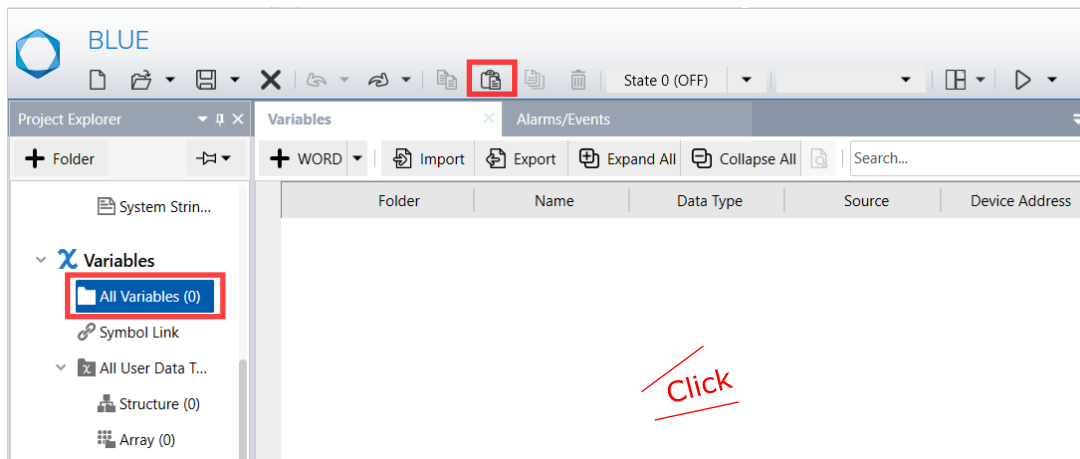 BLUE
State 0 (OFF)
Project Explorer
Variables
Alarms/Events
Folder
WORD
Import
Export
Expand All
Collapse All
Search...
Folder
Name
Data Type
Source
Device Address
System Strin...
Variables
All Variables (0)
Symbol Link
All User Data T...
Structure (0)
Array (0)
Click